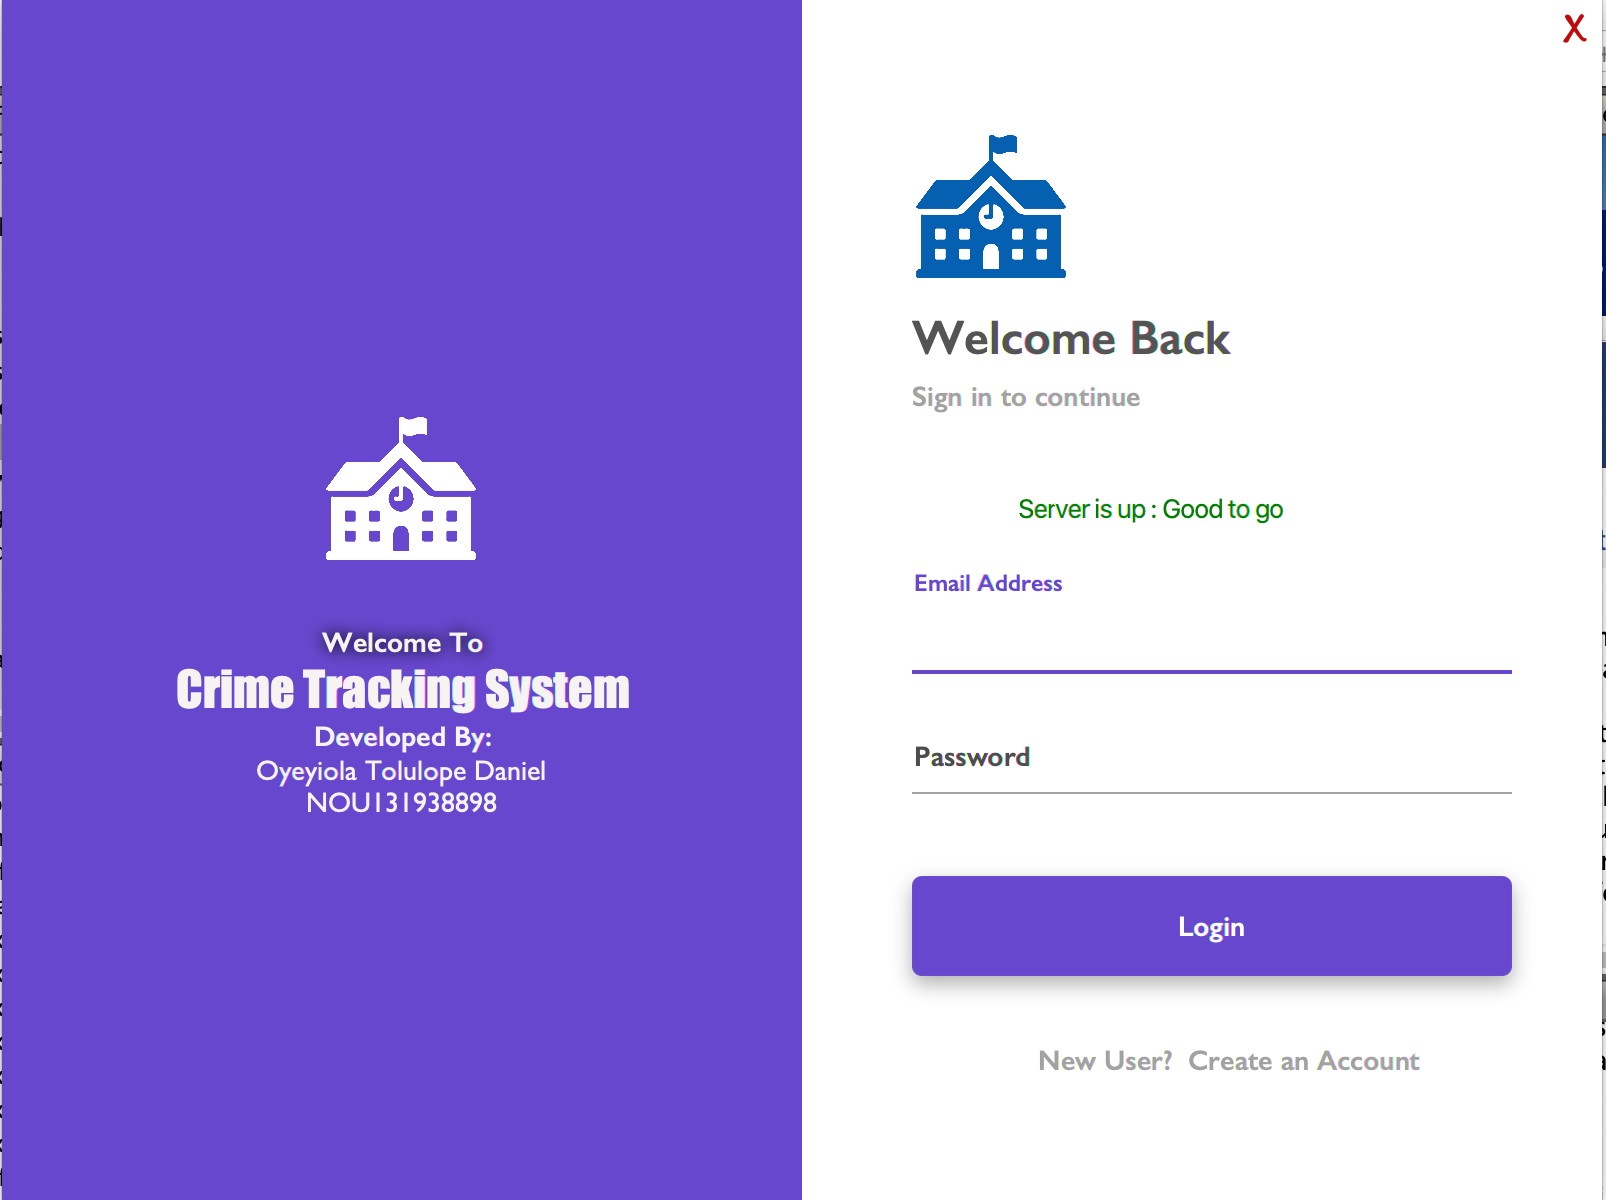 X
Welcome To
Crime Tracking System
Developed By:
Oyeyiola Tolulope Daniel
NOU131938898
Welcome Back
Sign in to continue
Server is up : Good to go
Email Address
Password
Login
New User? Create an Account